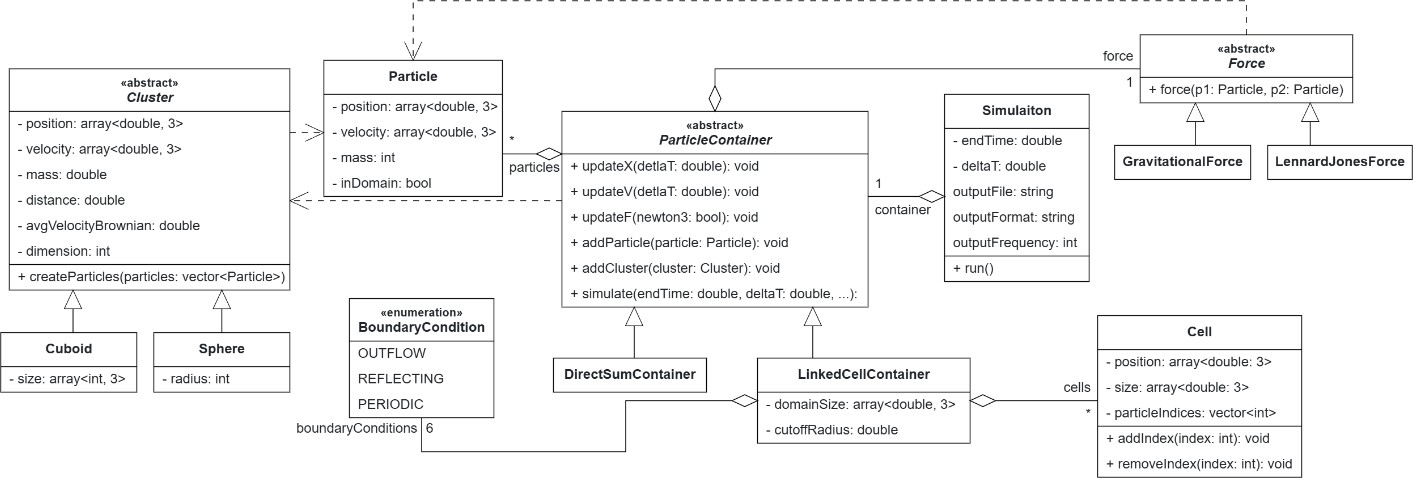 «abstract»
Cluster
- position: array<double, 3>
- velocity: array<double, 3>
- mass: double
- distance: double
- avgVelocityBrownian: double
- dimension: int
+ createParticles(particles: vector<Particle>)
Cuboid
- size: array<int, 3>
Sphere
- radius: int
Particle
- position: array<double, 3>
- velocity: array<double, 3>
- mass: int
- inDomain: bool
*
particles
«abstract»
ParticleContainer
+ updateX(detlaT: double): void
+ updateV(detlaT: double): void
+ updateF(newton3: bool): void
+ addParticle(particle: Particle): void
+ addCluster(cluster: Cluster): void
+ simulate(endTime: double, deltaT: double, ...):
1
container
Simulaiton
- endTime: double
- deltaT: double
outputFile: string
outputFormat: string
outputFrequency: int
+ run()
force
1
«abstract»
Force
+ force(p1: Particle, p2: Particle)
GravitationalForce
LennardJonesForce
«enumeration»
BoundaryCondition
OUTFLOW
REFLECTING
PERIODIC
boundaryConditions 6
DirectSumContainer
LinkedCellContainer
- domainSize: array<double, 3>
- cutoffRadius: double
cells
*
Cell
- position: array<double: 3>
- size: array<double: 3>
- particleIndices: vector<int>
+ addIndex(index: int): void
+ removeIndex(index: int): void